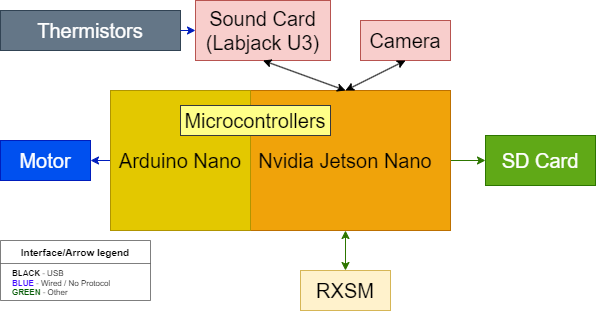 Thermistors
Sound Card
(Labjack U3)
Camera
Microcontrollers
Motor
Arduino Nano
Nvidia Jetson Nano
SD Card
Interface/Arrow legend
BLACK - USB
BLUE - Wired / No Protocol
GREEN - Other
RXSM